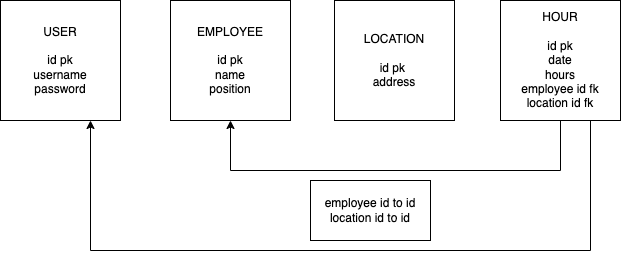 USER
id pk
username
password
EMPLOYEE
id pk
name
position
LOCATION
id pk
address
HOUR
id pk
date
hours
employee id fk
location id fk
employee id to id
location id to id